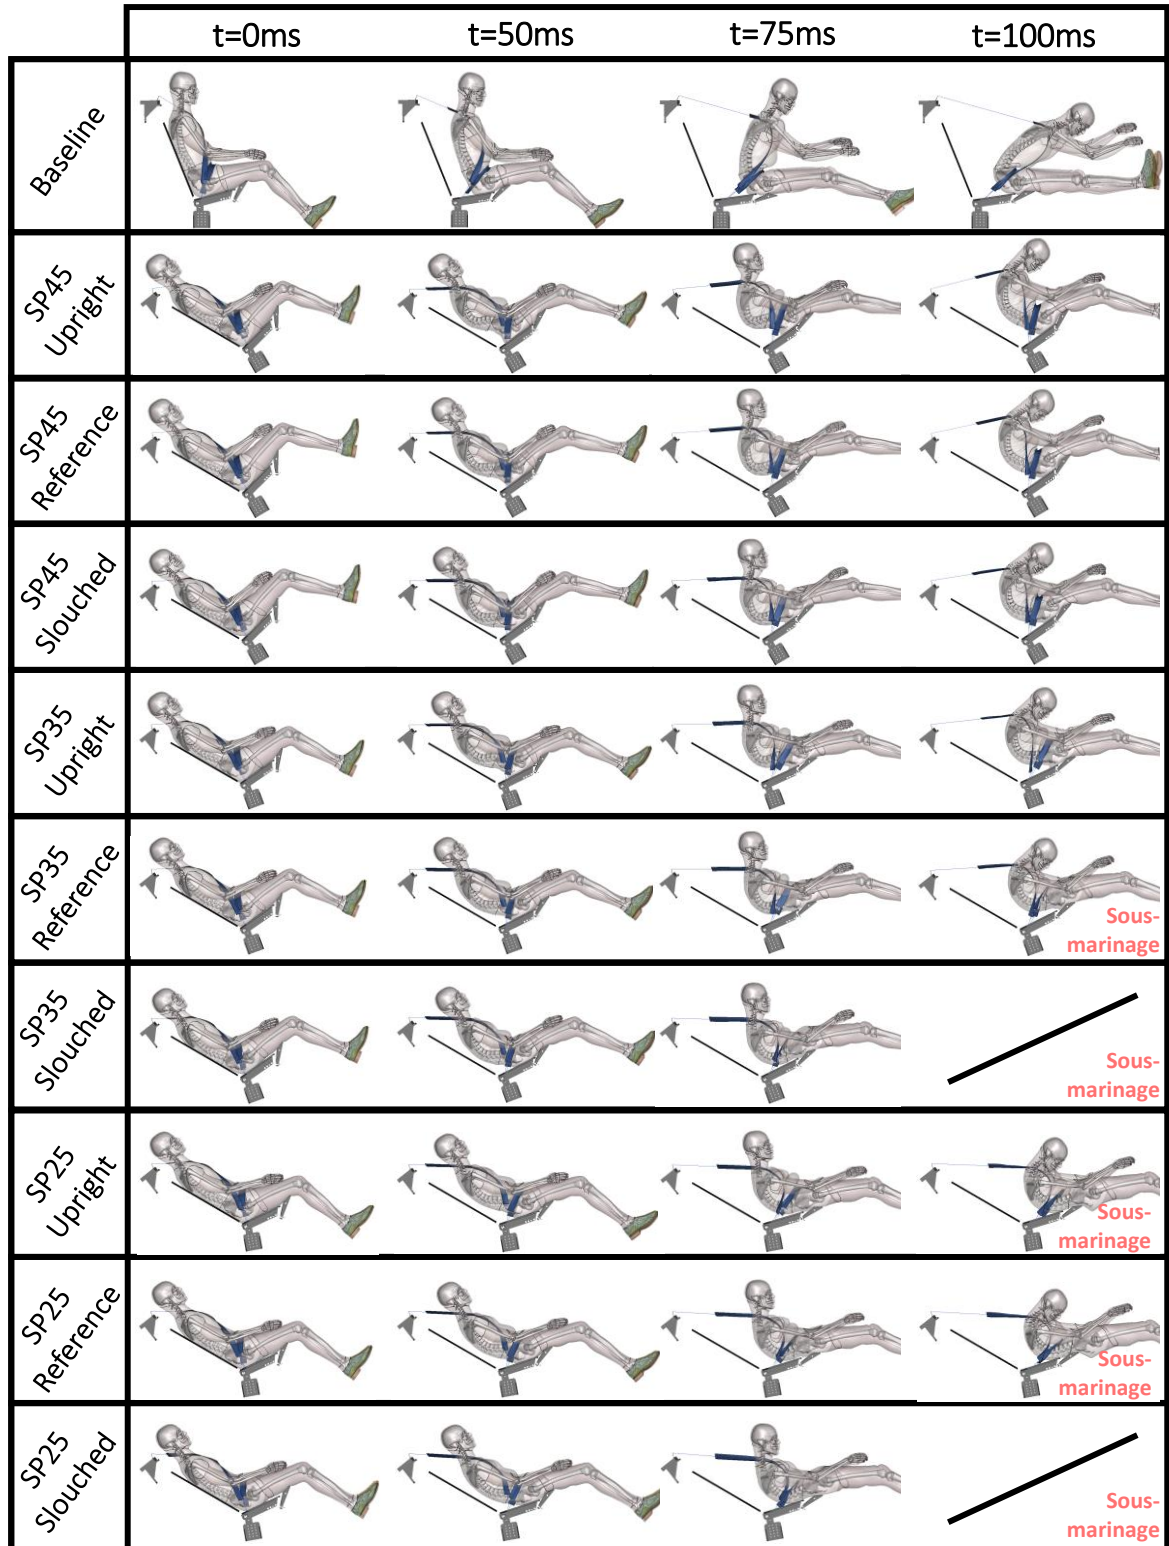 t=0ms t=50ms t=75ms t=100ms
Baseline
SP45
Upright
SP45
Reference
SP45
Slouched
SP35
Upright
SP35
Reference
Sous-
marinage
SP35
Slouched
Sous-
marinage
SP25
Upright
Sous-
marinage
SP25
Reference
Sous-
marinage
SP25
Slouched
Sous-
marinage